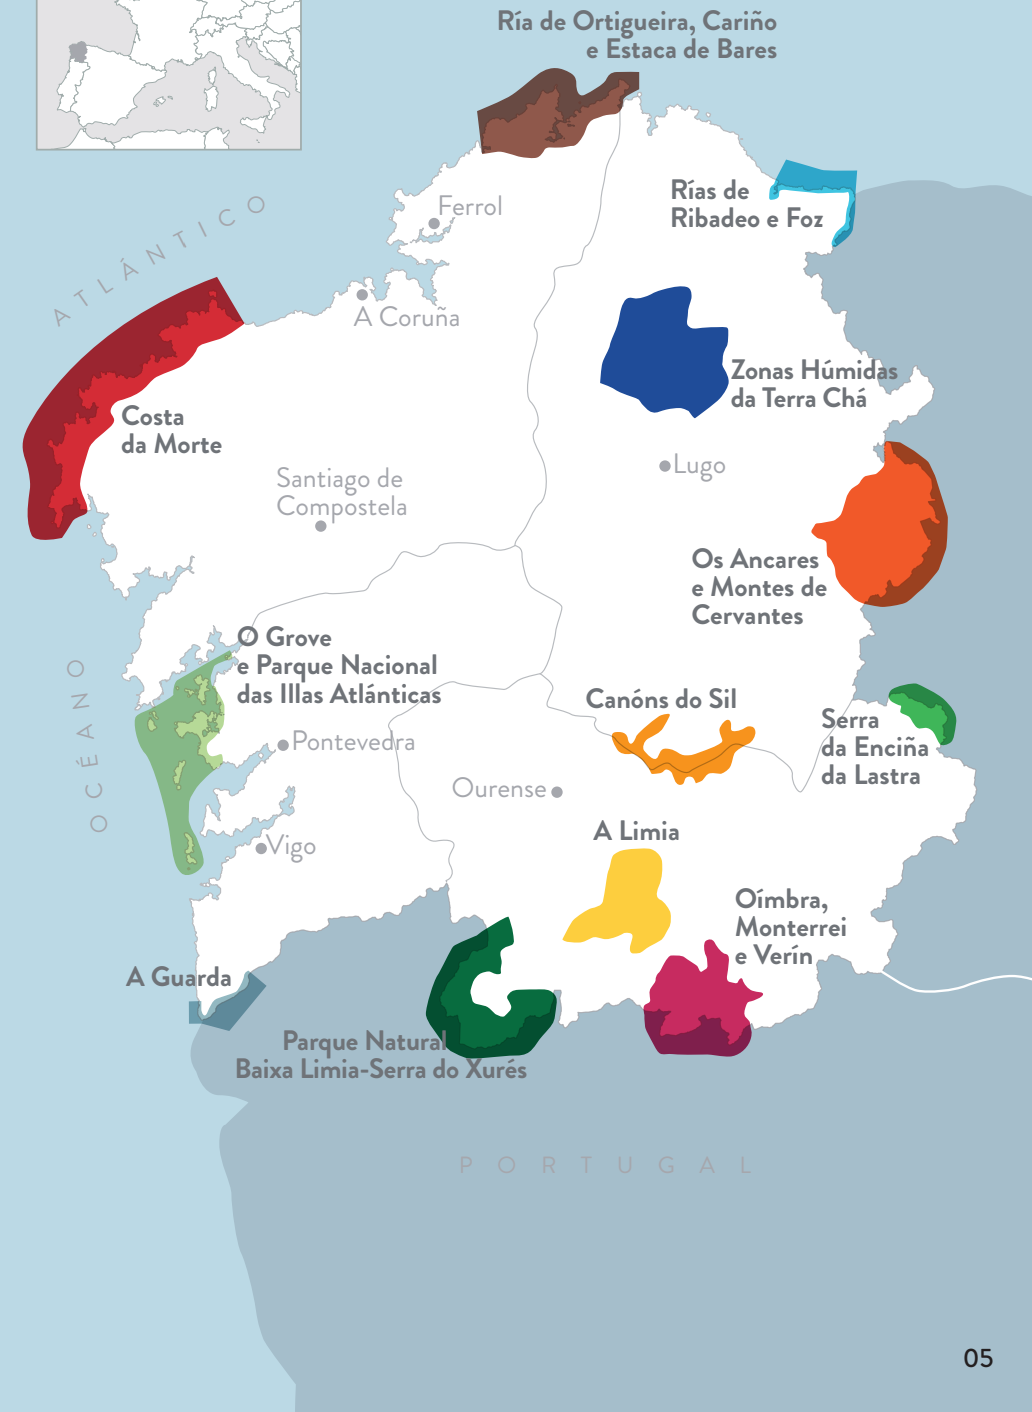 Ría de Ortigueira, Cariño
e Estaca de Bares
Rías de
Ribadeo e Foz
Ferrol
ATLÁNTICO
A Coruña
Zonas Húmidas
da Terra Chá
Costa
da Morte
Lugo
Santiago de
Compostela
Os Ancares
e Montes de
Cervantes
O Grove
e Parque Nacional
das Illas Atlánticas
OCÉANO
Canóns do Sil
Serra
da Enciña
da Lastra
Pontevedra
Ourense
A Limia
Vigo
Oímbra,
Monterrei
e Verín
A Guarda
Parque Natural
Baixa Limia-Serra do Xurés
PORTUGAL
05